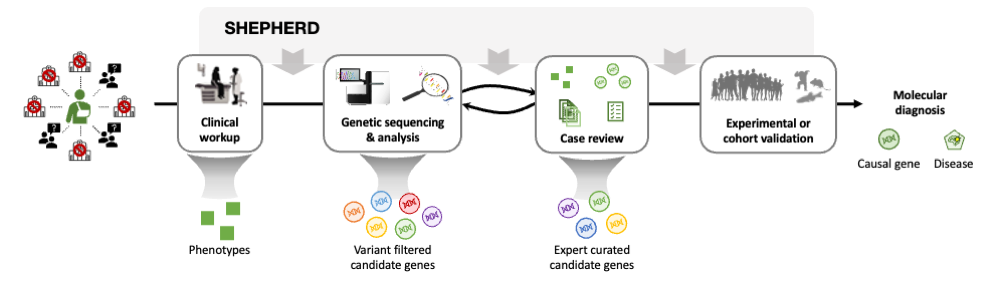 SHEPHERD
Clinical
workup
Genetic sequencing
& analysis
Case review
Experimental or
cohort validation
Molecular
diagnosis
Causal gene
Disease
Phenotypes
Variant filtered
candidate genes
Expert curated
candidate genes